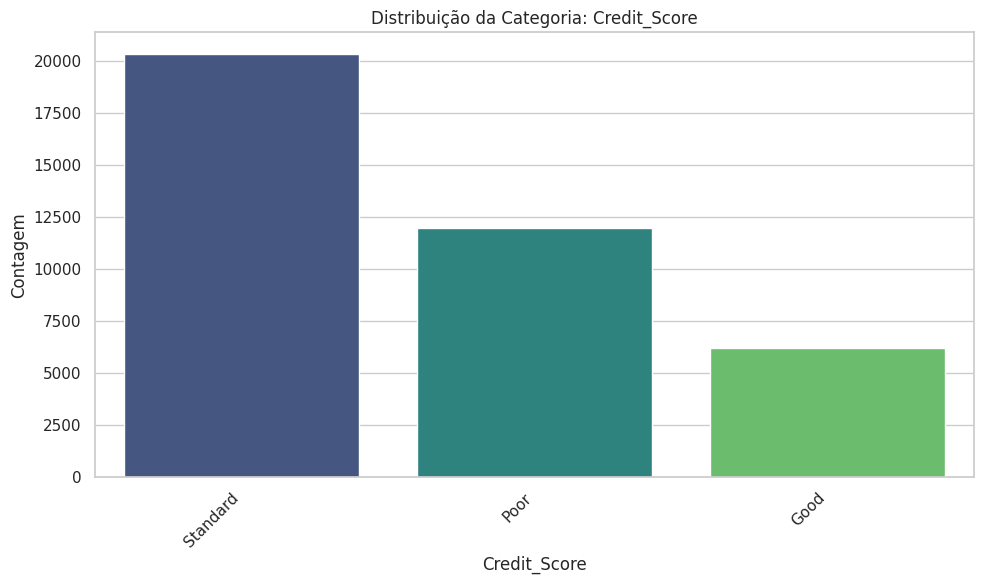 Distribuição da Categoria: Credit_Score
Contagem
20000
17500
15000
12500
10000
7500
5000
2500
0
Standard
Poor
Good
Credit_Score